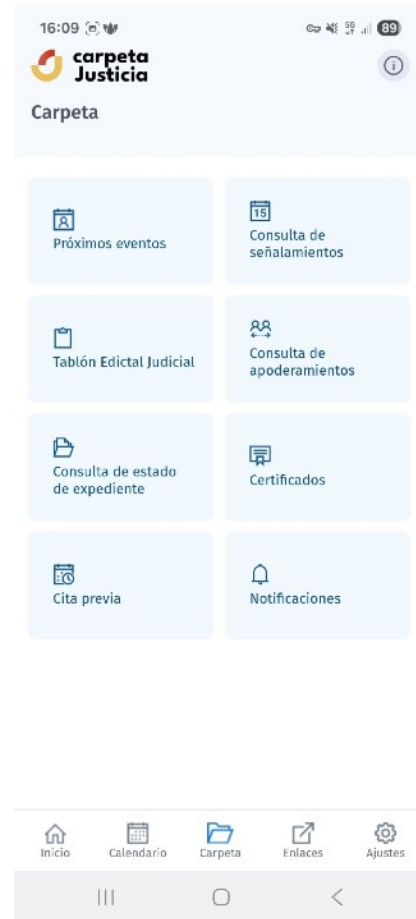 16:09
5G
89
carpeta
Justicia
Carpeta
Próximos eventos
15
Consulta de
señalamientos
Tablón Edictal Judicial
Consulta de
apoderamientos
Consulta de estado
de expediente
Certificados
Cita previa
Notificaciones
Inicio
Calendario
Carpeta
Enlaces
Ajustes